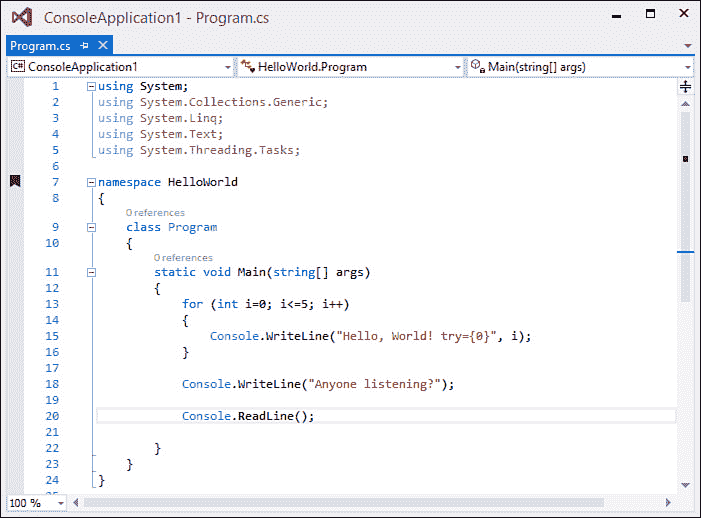 ConsoleApplication1 - Program.cs
Program.cs
C# ConsoleApplication1 HelloWorld.Program Main(string[] args)
1 using System;
2 using System.Collections.Generic;
3 using System.Linq;
4 using System.Text;
5 using System.Threading.Tasks;
6
7 namespace HelloWorld
8 {
0 references
9 class Program
10 {
0 references
11 static void Main(string[] args)
12 {
13 for (int i=0; i<=5; i++)
14 {
15 Console.WriteLine("Hello, World! try={0}", i);
16 }
17
18 Console.WriteLine("Anyone listening?");
19
20 Console.ReadLine();
21
22 }
23 }
24 }
100 %